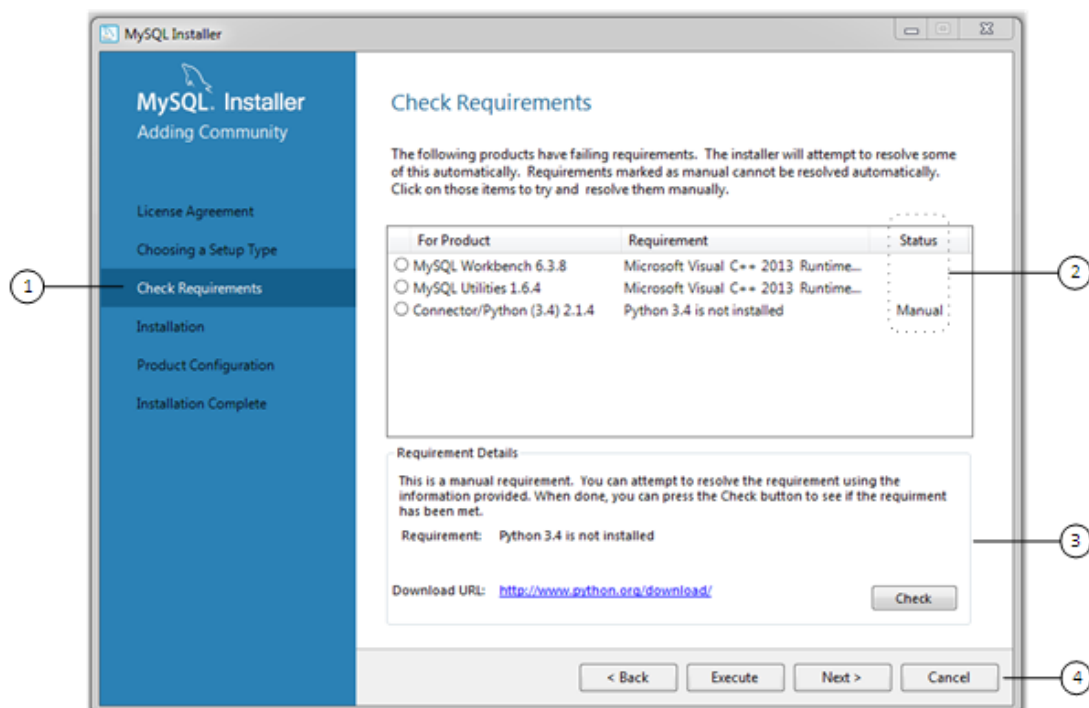 MySQL Installer
MySQL. Installer
Adding Community
License Agreement
Choosing a Setup Type
Check Requirements
Installation
Product Configuration
Installation Complete
Check Requirements
The following products have failing requirements. The installer will attempt to resolve some
of this automatically. Requirements marked as manual cannot be resolved automatically.
Click on those items to try and resolve them manually.
For Product Requirement Status
MySQL Workbench 6.3.8 Microsoft Visual C++ 2013 Runtime...
MySQL Utilities 1.6.4 Microsoft Visual C++ 2013 Runtime...
Connector/Python (3.4) 2.1.4 Python 3.4 is not installed Manual
Requirement Details
This is a manual requirement. You can attempt to resolve the requirement using the
information provided. When done, you can press the Check button to see if the requirment
has been met.
Requirement: Python 3.4 is not installed
Download URL: http://www.python.org/download/
Check
< Back Execute Next > Cancel
1
2
3
4